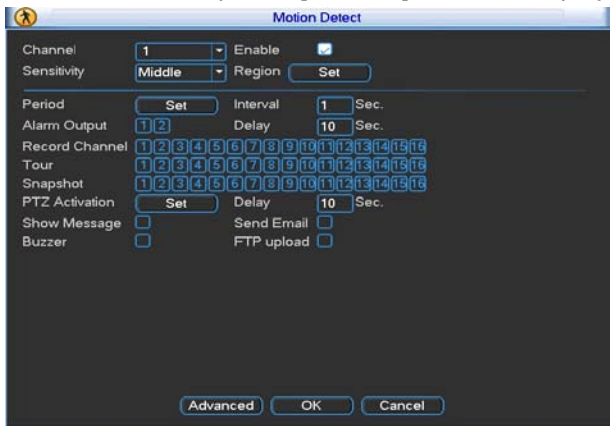 Motion Detect
Channel 1 Enable
Sensitivity Middle Region Set
Period Set Interval 1 Sec.
Alarm Output 1 2 Delay 10 Sec.
Record Channel 1 2 3 4 5 6 7 8 9 10 11 12 13 14 15 16
Tour 1 2 3 4 5 6 7 8 9 10 11 12 13 14 15 16
Snapshot 1 2 3 4 5 6 7 8 9 10 11 12 13 14 15 16
PTZ Activation Set Delay 10 Sec.
Show Message Send Email
Buzzer FTP upload
Advanced OK Cancel